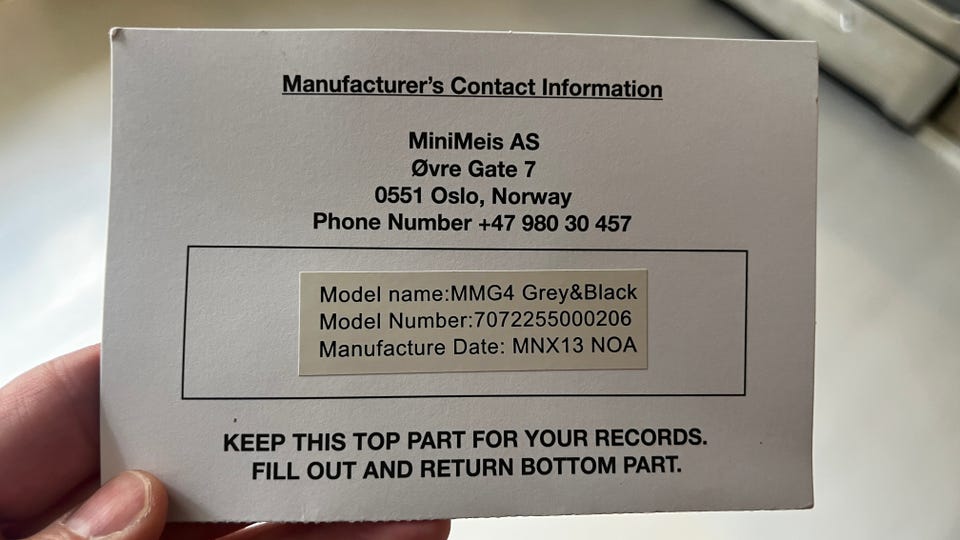 Manufacturer's Contact Information
MiniMeis AS
Øvre Gate 7
0551 Oslo, Norway
Phone Number +47 980 30 457
Model name:MMG4 Grey&Black
Model Number:7072255000206
Manufacture Date: MNX13 NOA
KEEP THIS TOP PART FOR YOUR RECORDS.
FILL OUT AND RETURN BOTTOM PART.